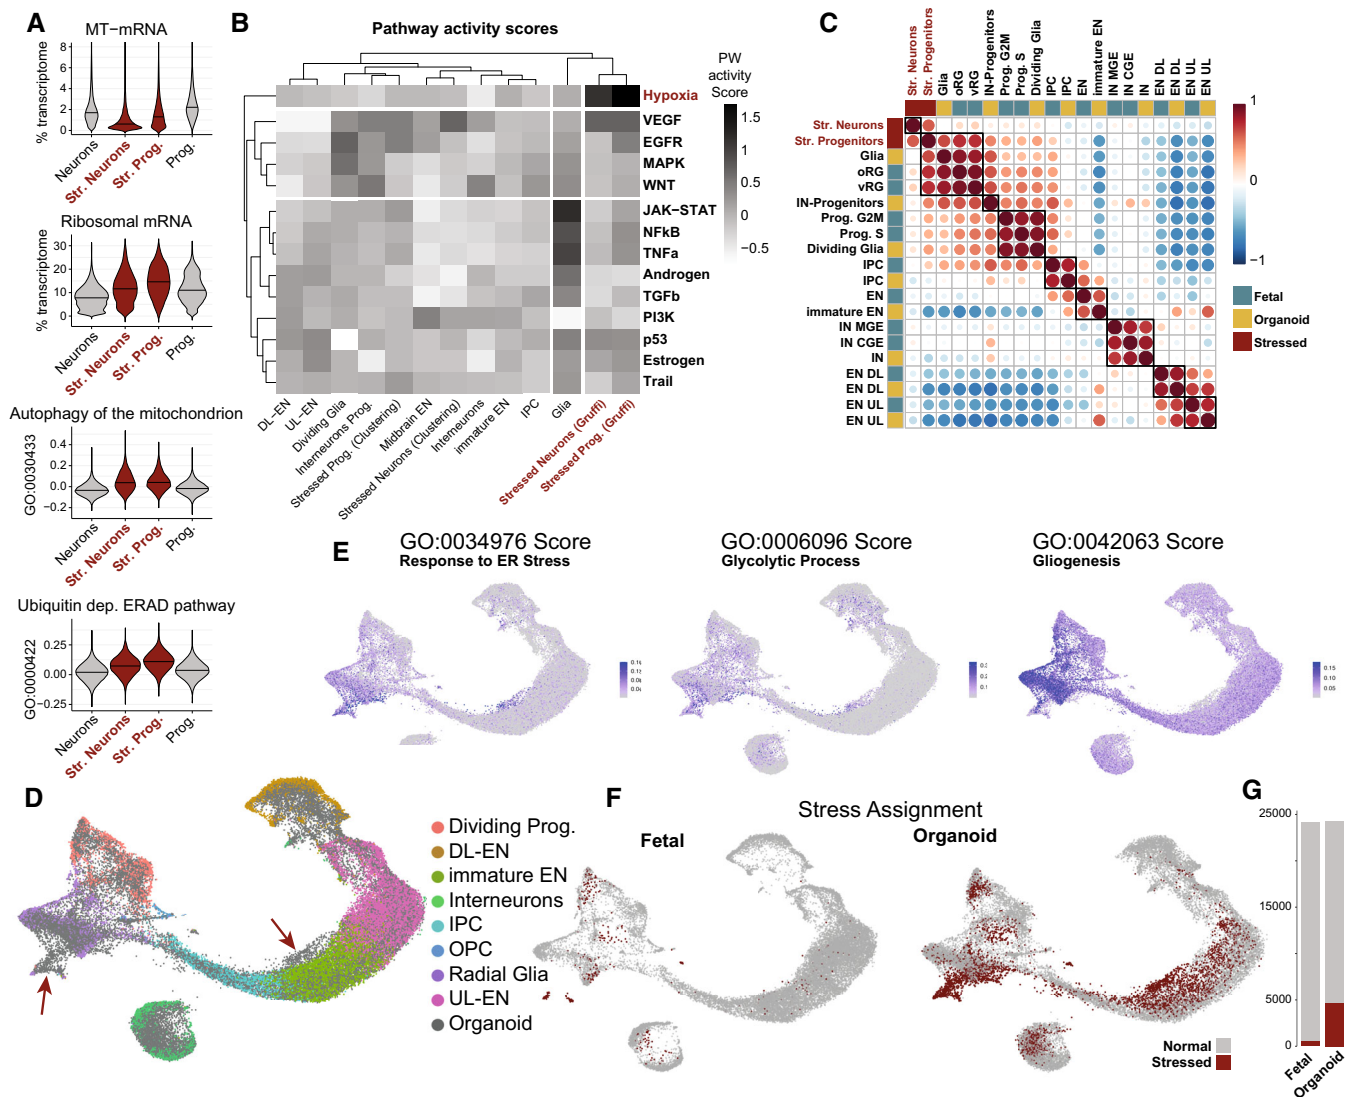 A
MT−mRNA
% transcriptome
8
6
4
2
0
Neurons
Str. Neurons
Str. Prog.
Prog.
Ribosomal mRNA
% transcriptome
30
20
10
0
Neurons
Str. Neurons
Str. Prog.
Prog.
Autophagy of the mitochondrion
GO:0030433
0.4
0.2
0.0
−0.2
Neurons
Str. Neurons
Str. Prog.
Prog.
Ubiquitin dep. ERAD pathway
GO:0000422
0.25
0.00
−0.25
Neurons
Str. Neurons
Str. Prog.
Prog.
B
Pathway activity scores
Hypoxia
VEGF
EGFR
MAPK
WNT
JAK−STAT
NFkB
TNFa
Androgen
TGFb
PI3K
p53
Estrogen
Trail
DL-EN
UL-EN
Dividing Glia
Interneurons Prog.
Stressed Prog. (Clustering)
Midbrain EN
Stressed Neurons (Clustering)
Interneurons
immature EN
IPC
Glia
Stressed Neurons (Gruffi)
Stressed Prog. (Gruffi)
PW
activity
Score
1.5
1
0.5
0
−0.5
C
Str. Neurons
Str. Progenitors
Glia
oRG
vRG
IN-Progenitors
Prog. G2M
Prog. S
Dividing Glia
IPC
IPC
EN
immature EN
IN MGE
IN CGE
IN
EN DL
EN DL
EN UL
EN UL
Str. Neurons
Str. Progenitors
Glia
oRG
vRG
IN-Progenitors
Prog. G2M
Prog. S
Dividing Glia
IPC
IPC
EN
immature EN
IN MGE
IN CGE
IN
EN DL
EN DL
EN UL
EN UL
1
0
−1
Fetal
Organoid
Stressed
E
GO:0034976 Score
Response to ER Stress
0.12
0.08
GO:0006096 Score
Glycolytic Process
GO:0042063 Score
Gliogenesis
0.15
0.10
0.05
D
Dividing Prog.
DL-EN
immature EN
Interneurons
IPC
OPC
Radial Glia
UL-EN
Organoid
F
Stress Assignment
Fetal
Organoid
Normal
Stressed
G
25000
15000
5000
0
Fetal
Organoid